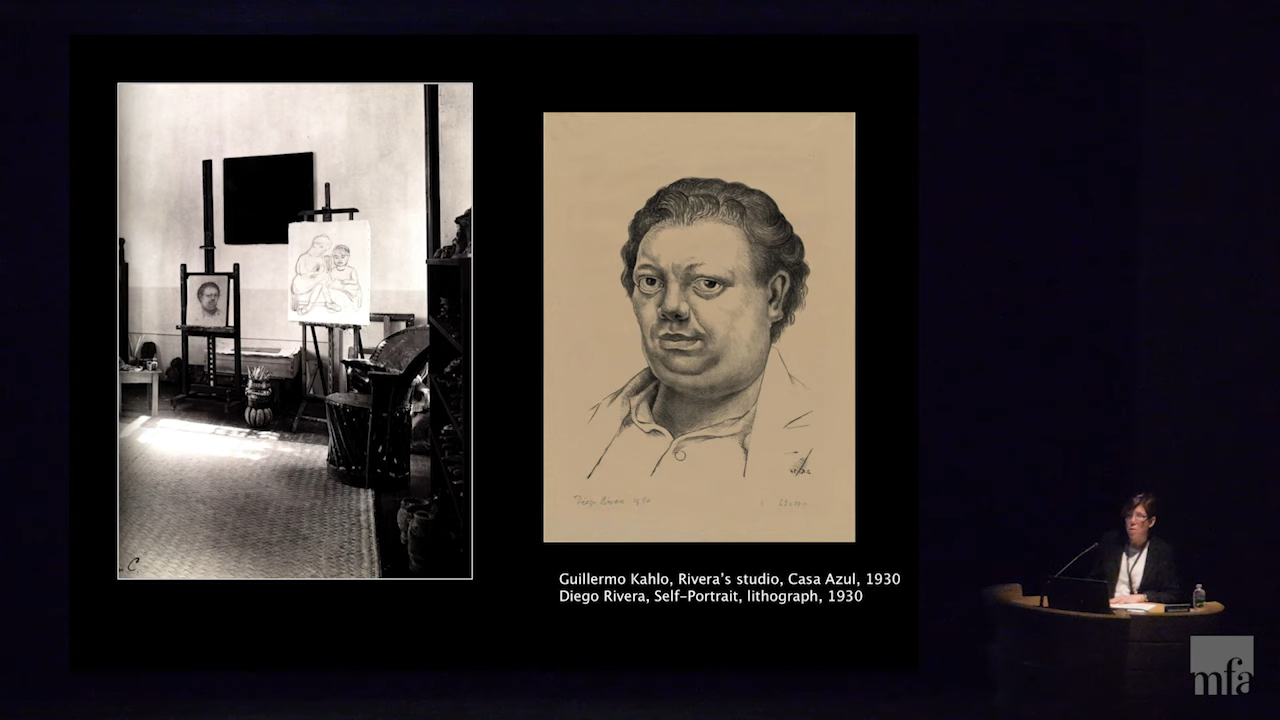 Guillermo Kahlo, Rivera's studio, Casa Azul, 1930
Diego Rivera, Self-Portrait, lithograph, 1930
mfa